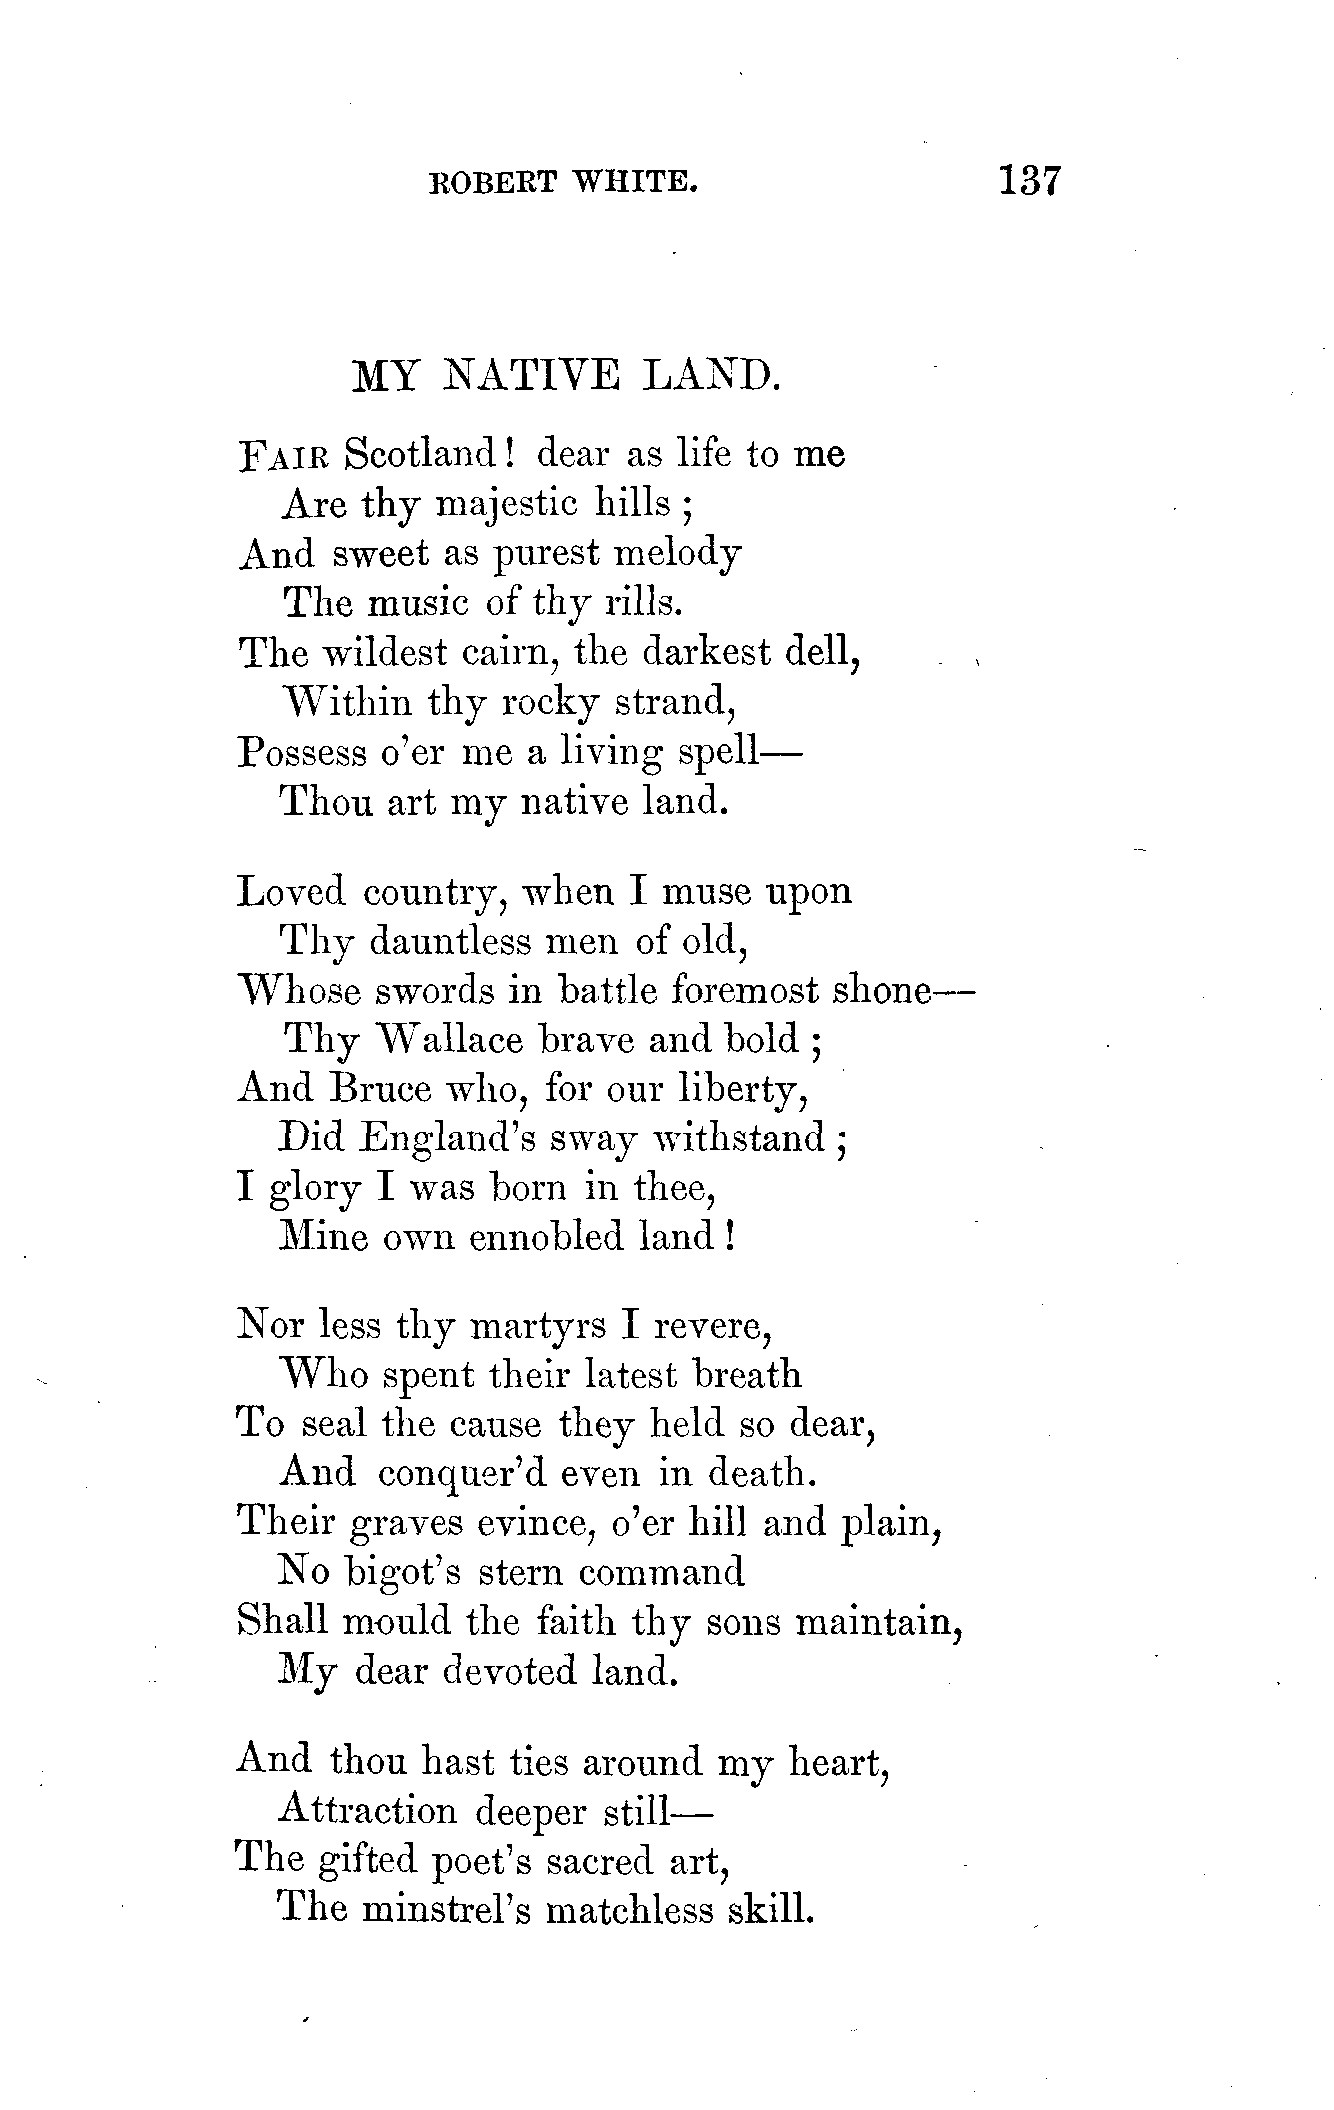 ROBERT WHITE. 137
MY NATIVE LAND.
FAIR Scotland! dear as life to me
Are thy majestic hills;
And sweet as purest melody
The music of thy rills.
The wildest cairn, the darkest dell,
Within thy rocky strand,
Possess o'er me a living spell—
Thou art my native land.
Loved country, when I muse upon
Thy dauntless men of old,
Whose swords in battle foremost shone—
Thy Wallace brave and bold;
And Bruce who, for our liberty,
Did England's sway withstand;
I glory I was born in thee,
Mine own ennobled land!
Nor less thy martyrs I revere,
Who spent their latest breath
To seal the cause they held so dear,
And conquer'd even in death.
Their graves evince, o'er hill and plain,
No bigot's stern command
Shall mould the faith thy sons maintain,
My dear devoted land.
And thou hast ties around my heart,
Attraction deeper still—
The gifted poet's sacred art,
The minstrel's matchless skill.